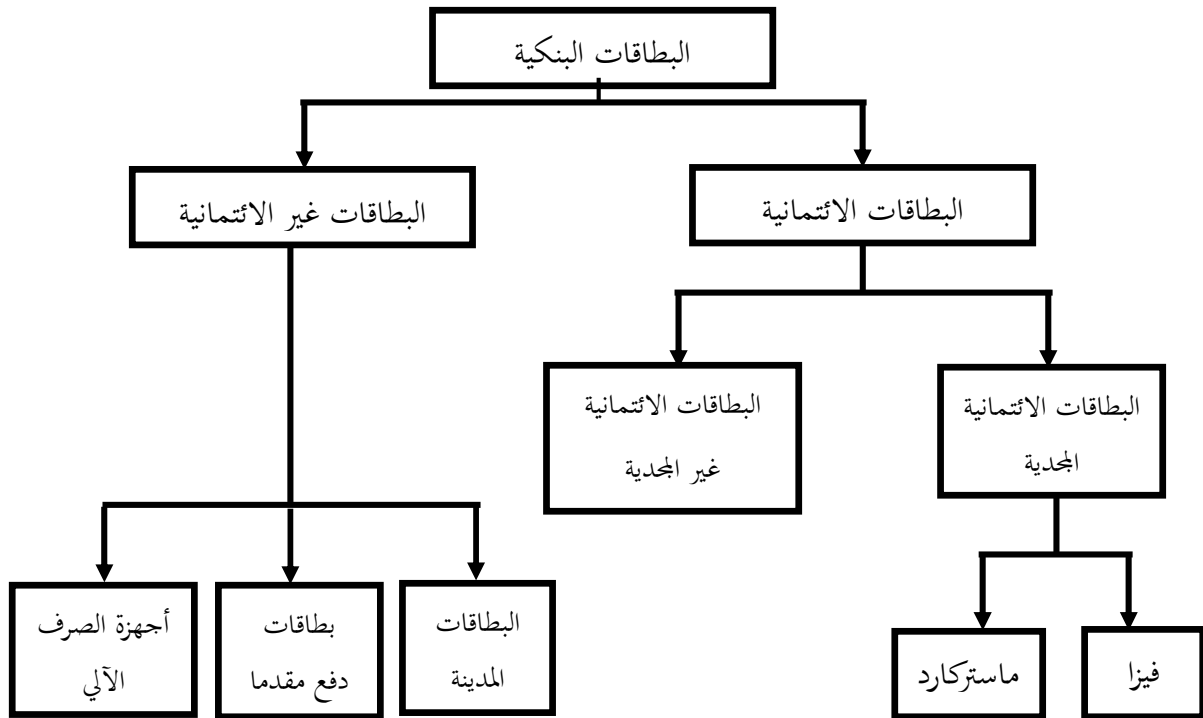 البطاقات البنكية
البطاقات الائتمانية
البطاقات غير الائتمانية
البطاقات الائتمانية
المجدية
البطاقات الائتمانية
غير المجدية
البطاقات
المدينة
بطاقات
دفع مقدما
أجهزة الصرف
الآلي
فيزا
ماستركارد